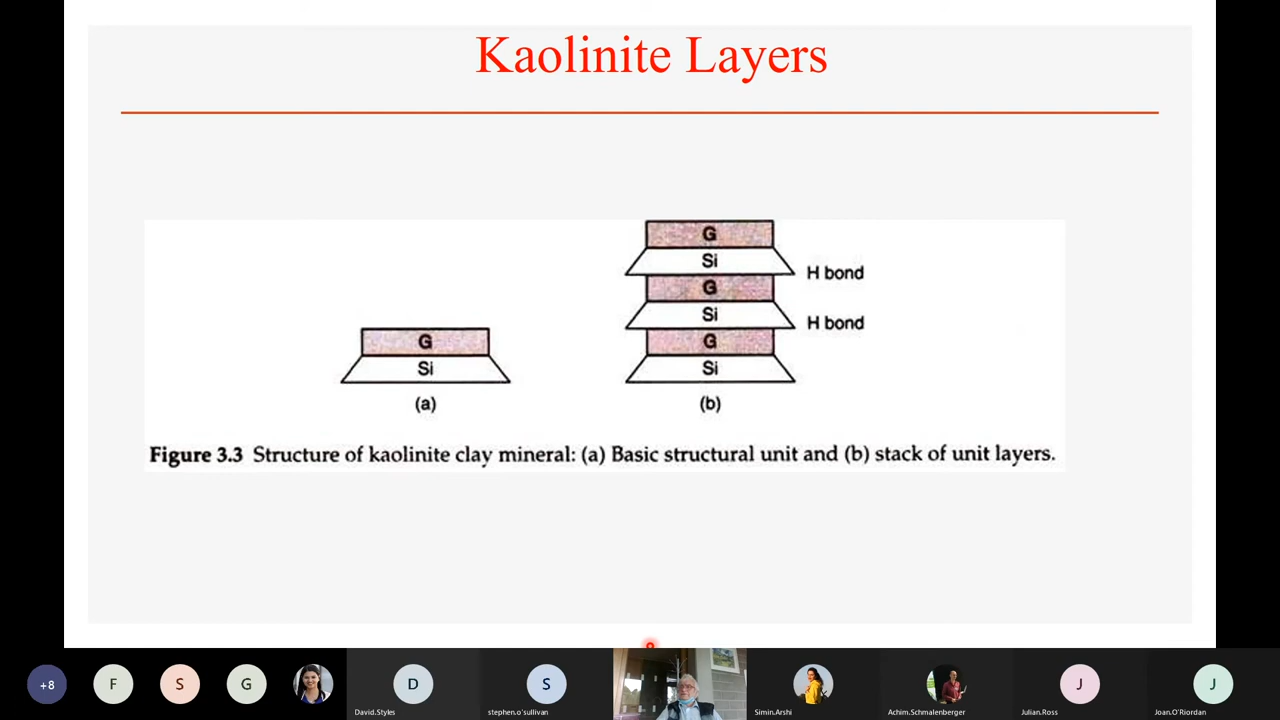 Kaolinite Layers
G
Si
H bond
G
Si
H bond
G
Si
G
Si
(a)
(b)
Figure 3.3 Structure of kaolinite clay mineral: (a) Basic structural unit and (b) stack of unit layers.
+8
F
S
G
D
S
J
J
David.Styles
stephen.o'sullivan
Simin.Arshi
Achim.Schmalenberger
Julian.Ross
Joan.O'Riordan